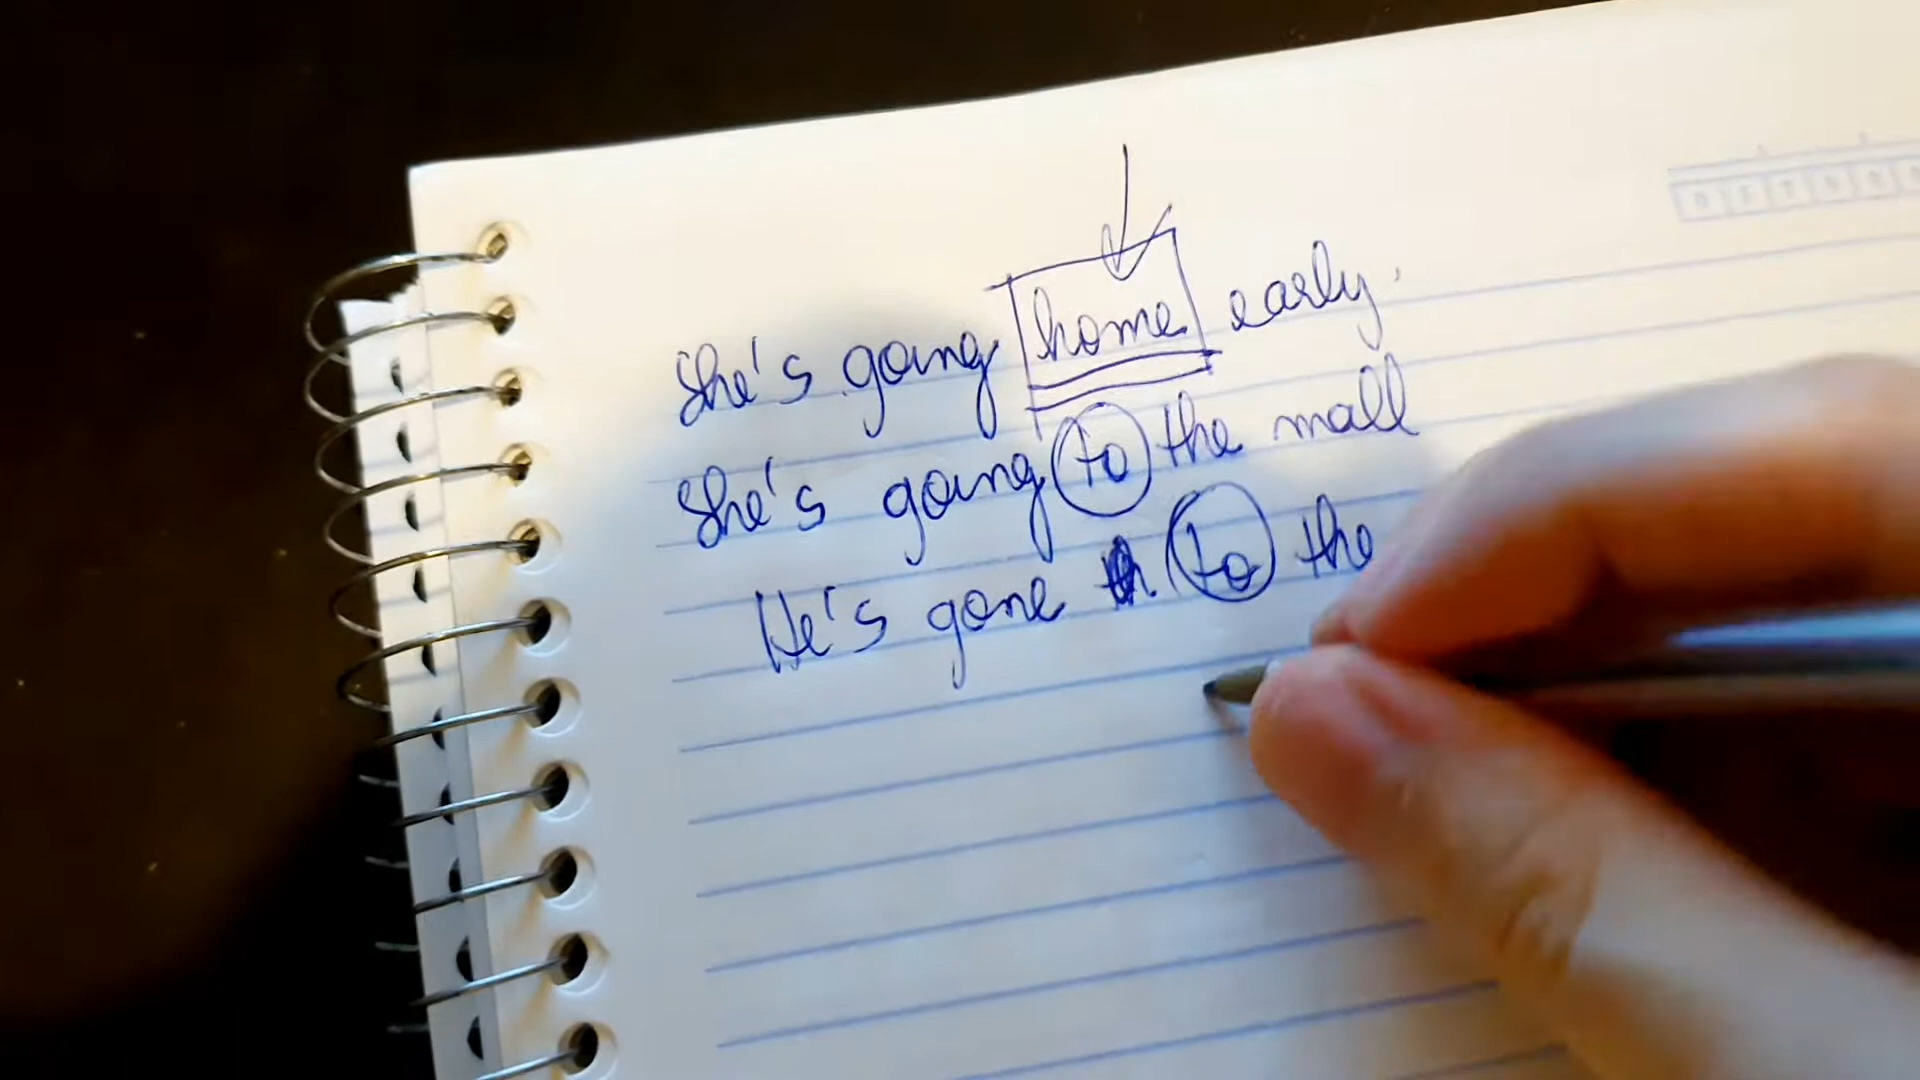 She's going home early.
She's going to the mall
He's gone to the